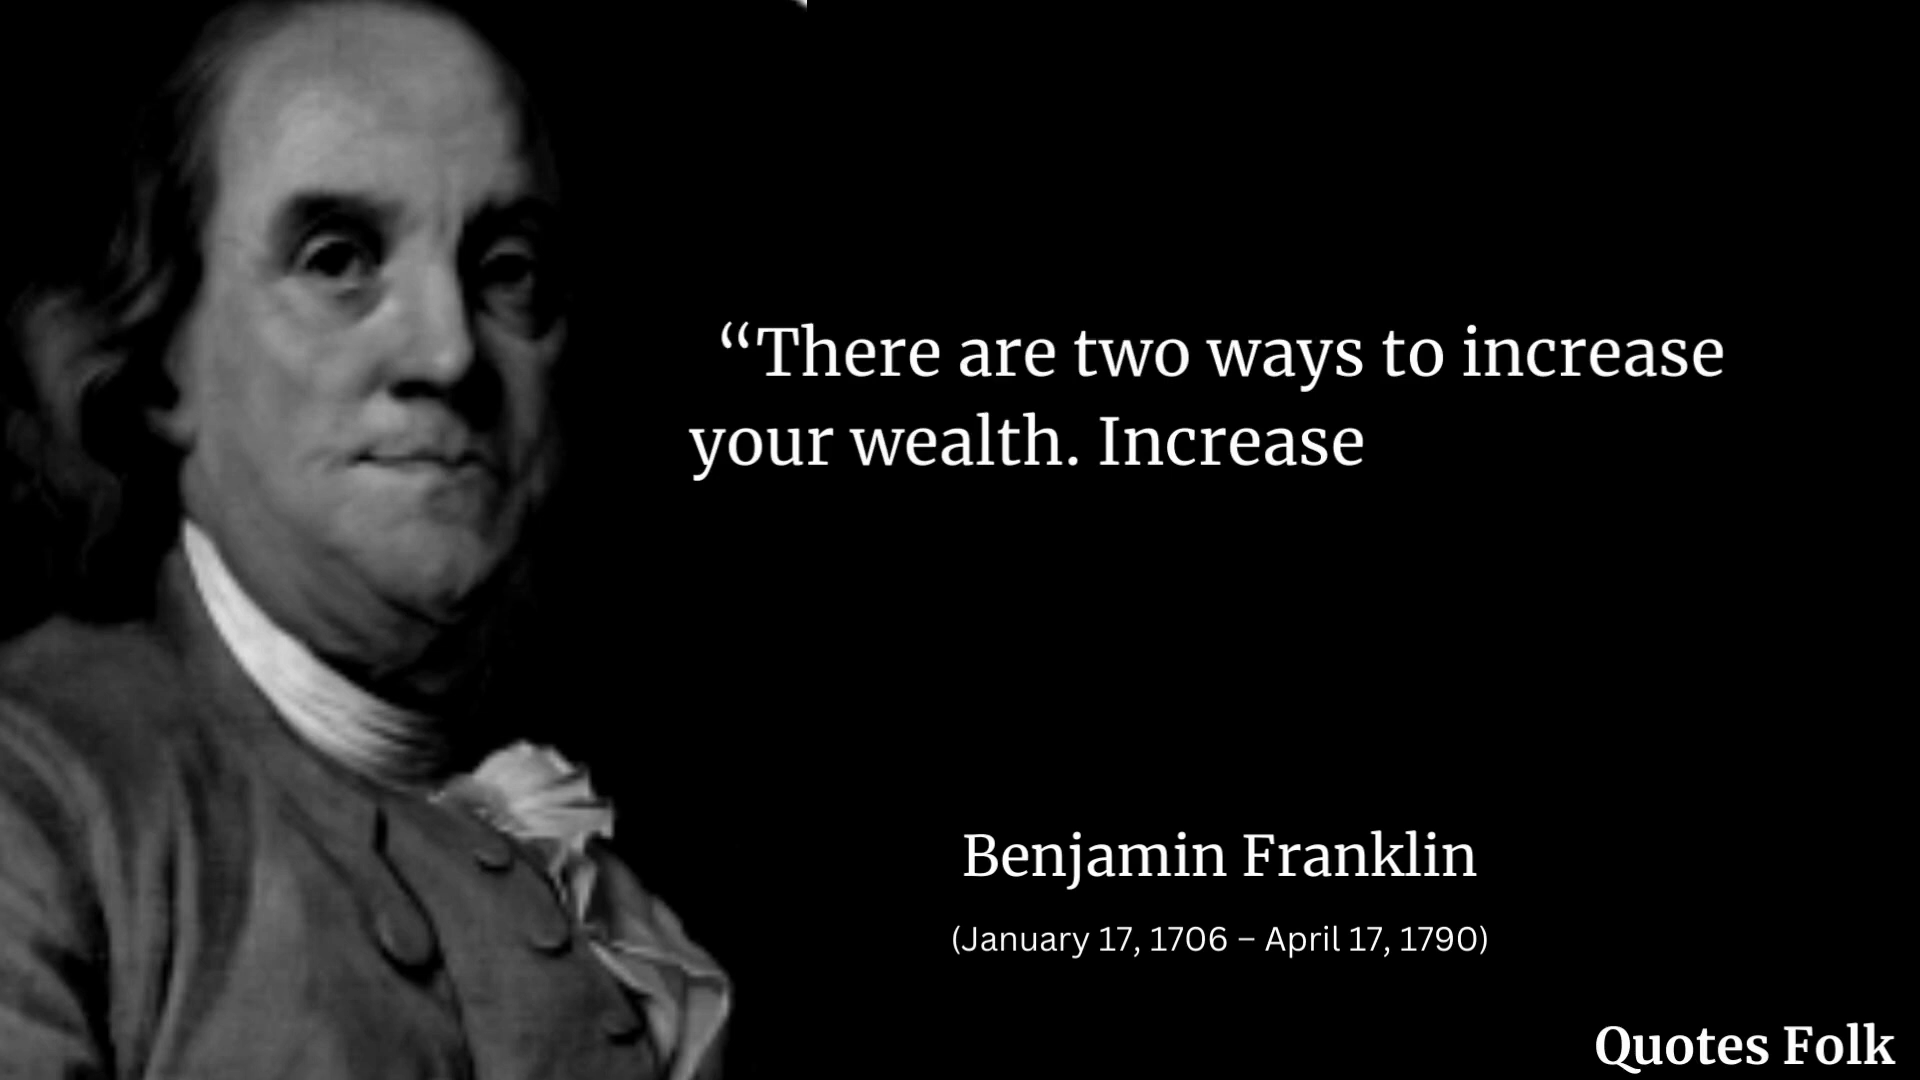 “There are two ways to increase
your wealth. Increase
Benjamin Franklin
(January 17, 1706 – April 17, 1790)
Quotes Folk